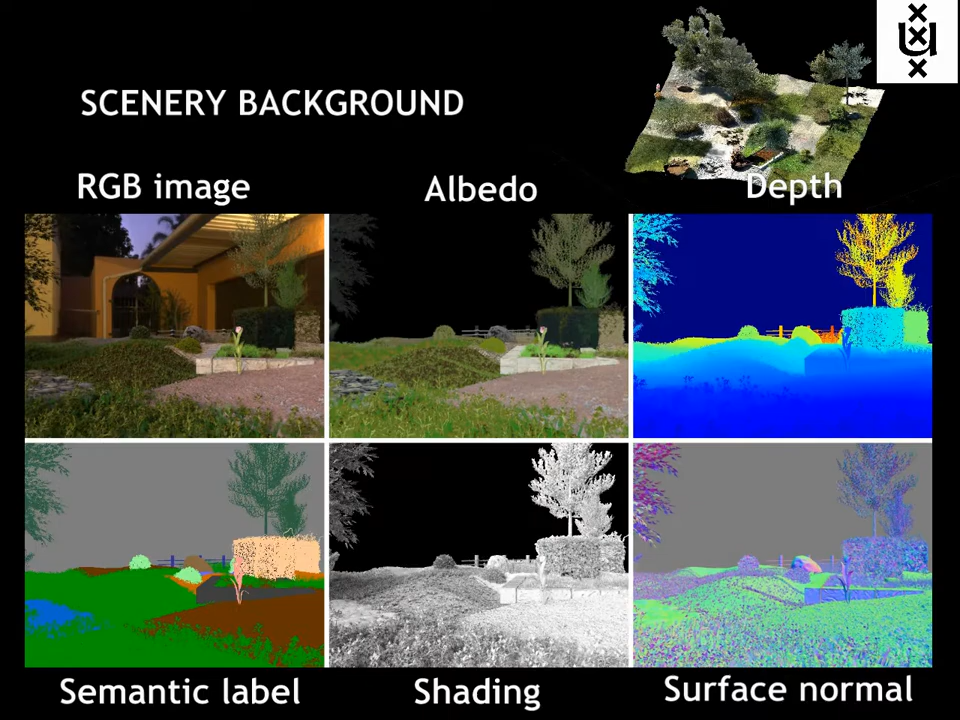 SCENERY BACKGROUND
RGB image
Albedo
Depth
Semantic label
Shading
Surface normal